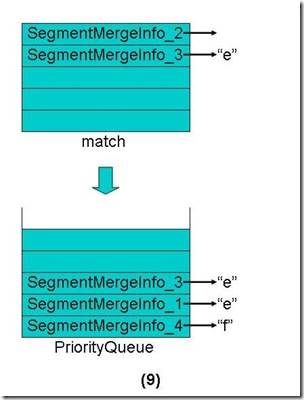 SegmentMergeInfo_2
SegmentMergeInfo_3 “e”
match
SegmentMergeInfo_3 “e”
SegmentMergeInfo_1 “e”
SegmentMergeInfo_4 “f”
PriorityQueue
(9)